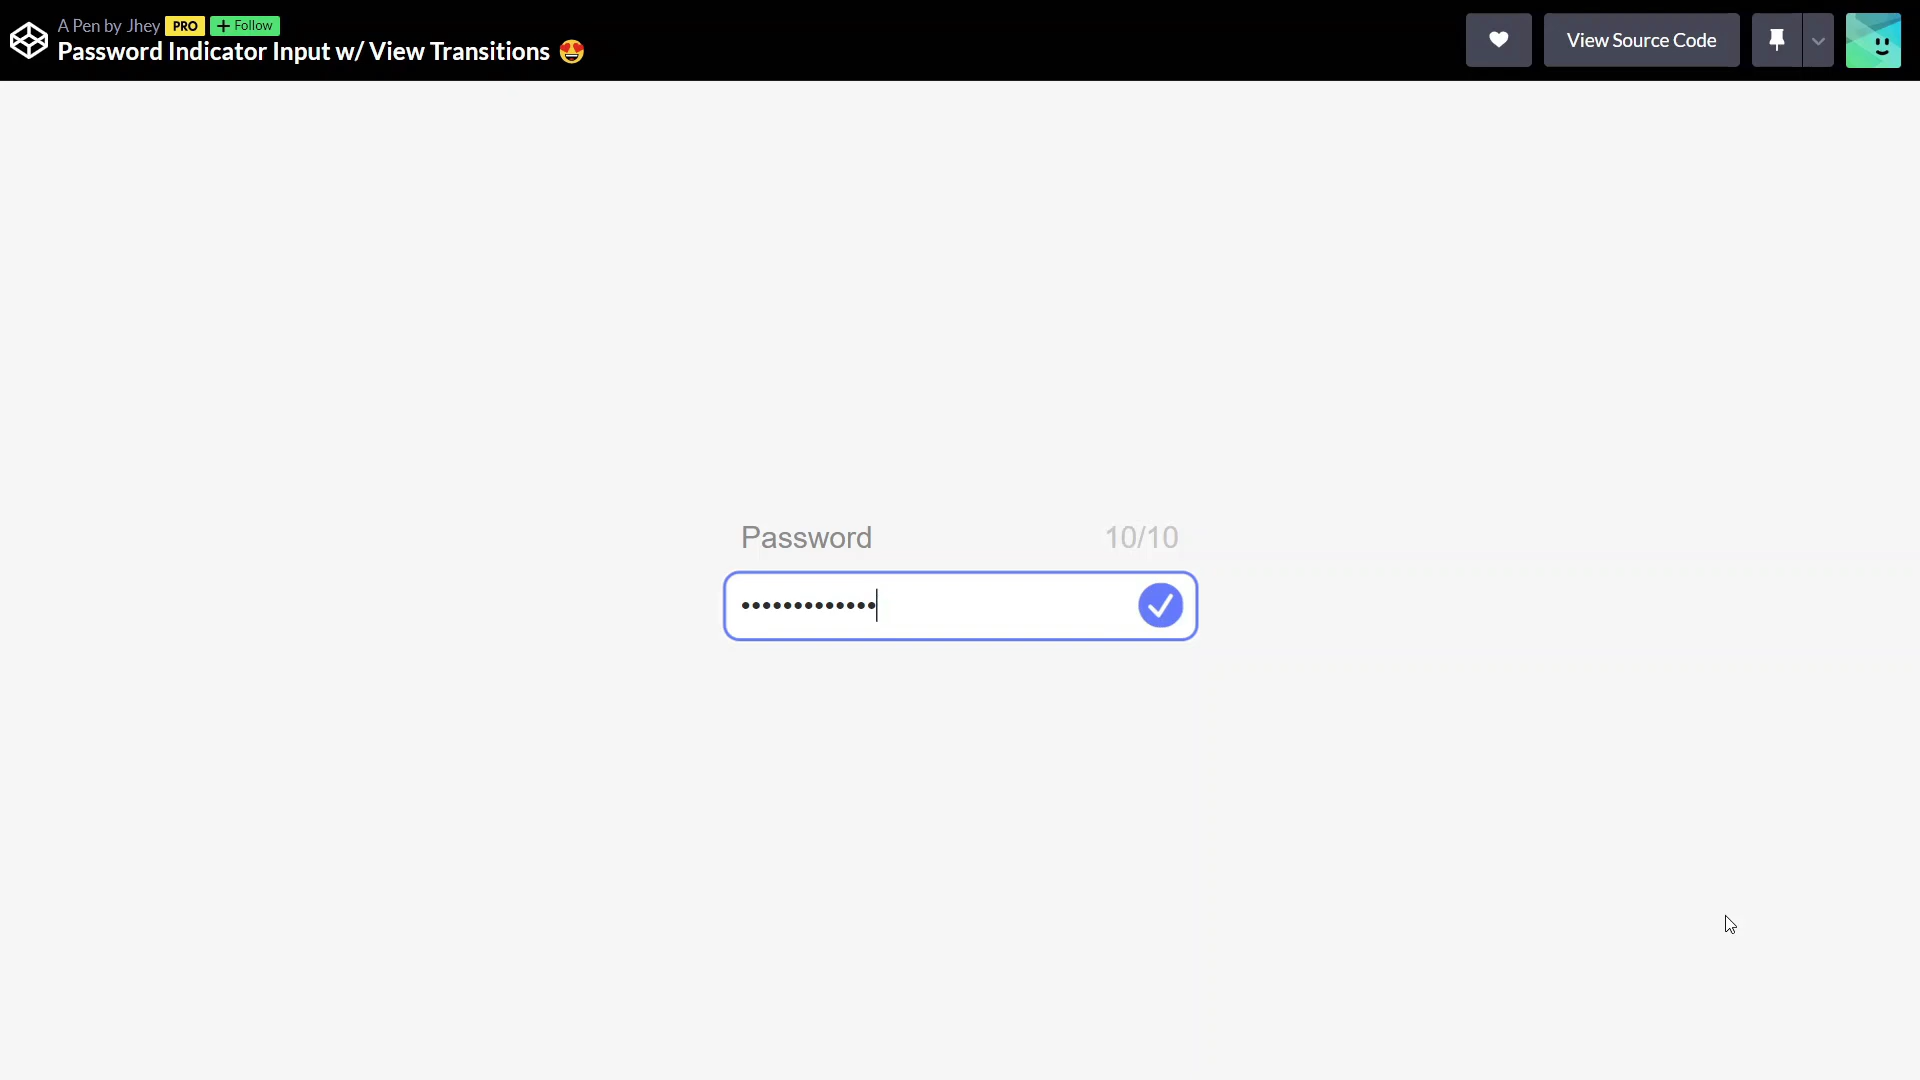 A Pen by Jhey PRO + Follow
Password Indicator Input w/ View Transitions 😍
View Source Code
Password 10/10
•••••••••••••